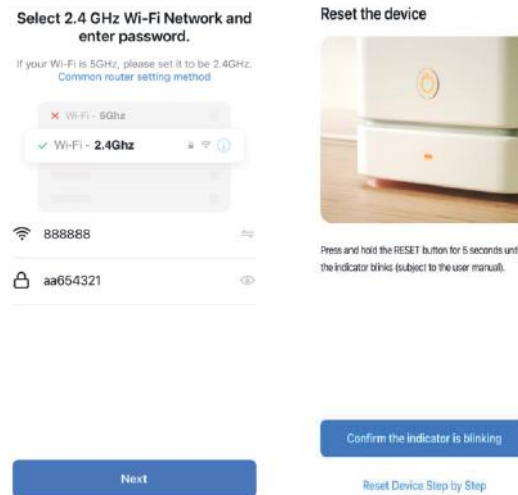 Select 2.4 GHz Wi-Fi Network and
enter password.
If your Wi-Fi is 5GHz, please set it to be 2.4GHz.
Common router setting method
Wi-Fi - 5Ghz
Wi-Fi - 2.4Ghz
888888
aa654321
Next
Reset the device
Press and hold the RESET button for 5 seconds unti
the indicator blinks (subject to the user manual).
Confirm the indicator is blinking
Reset Device Step by Step